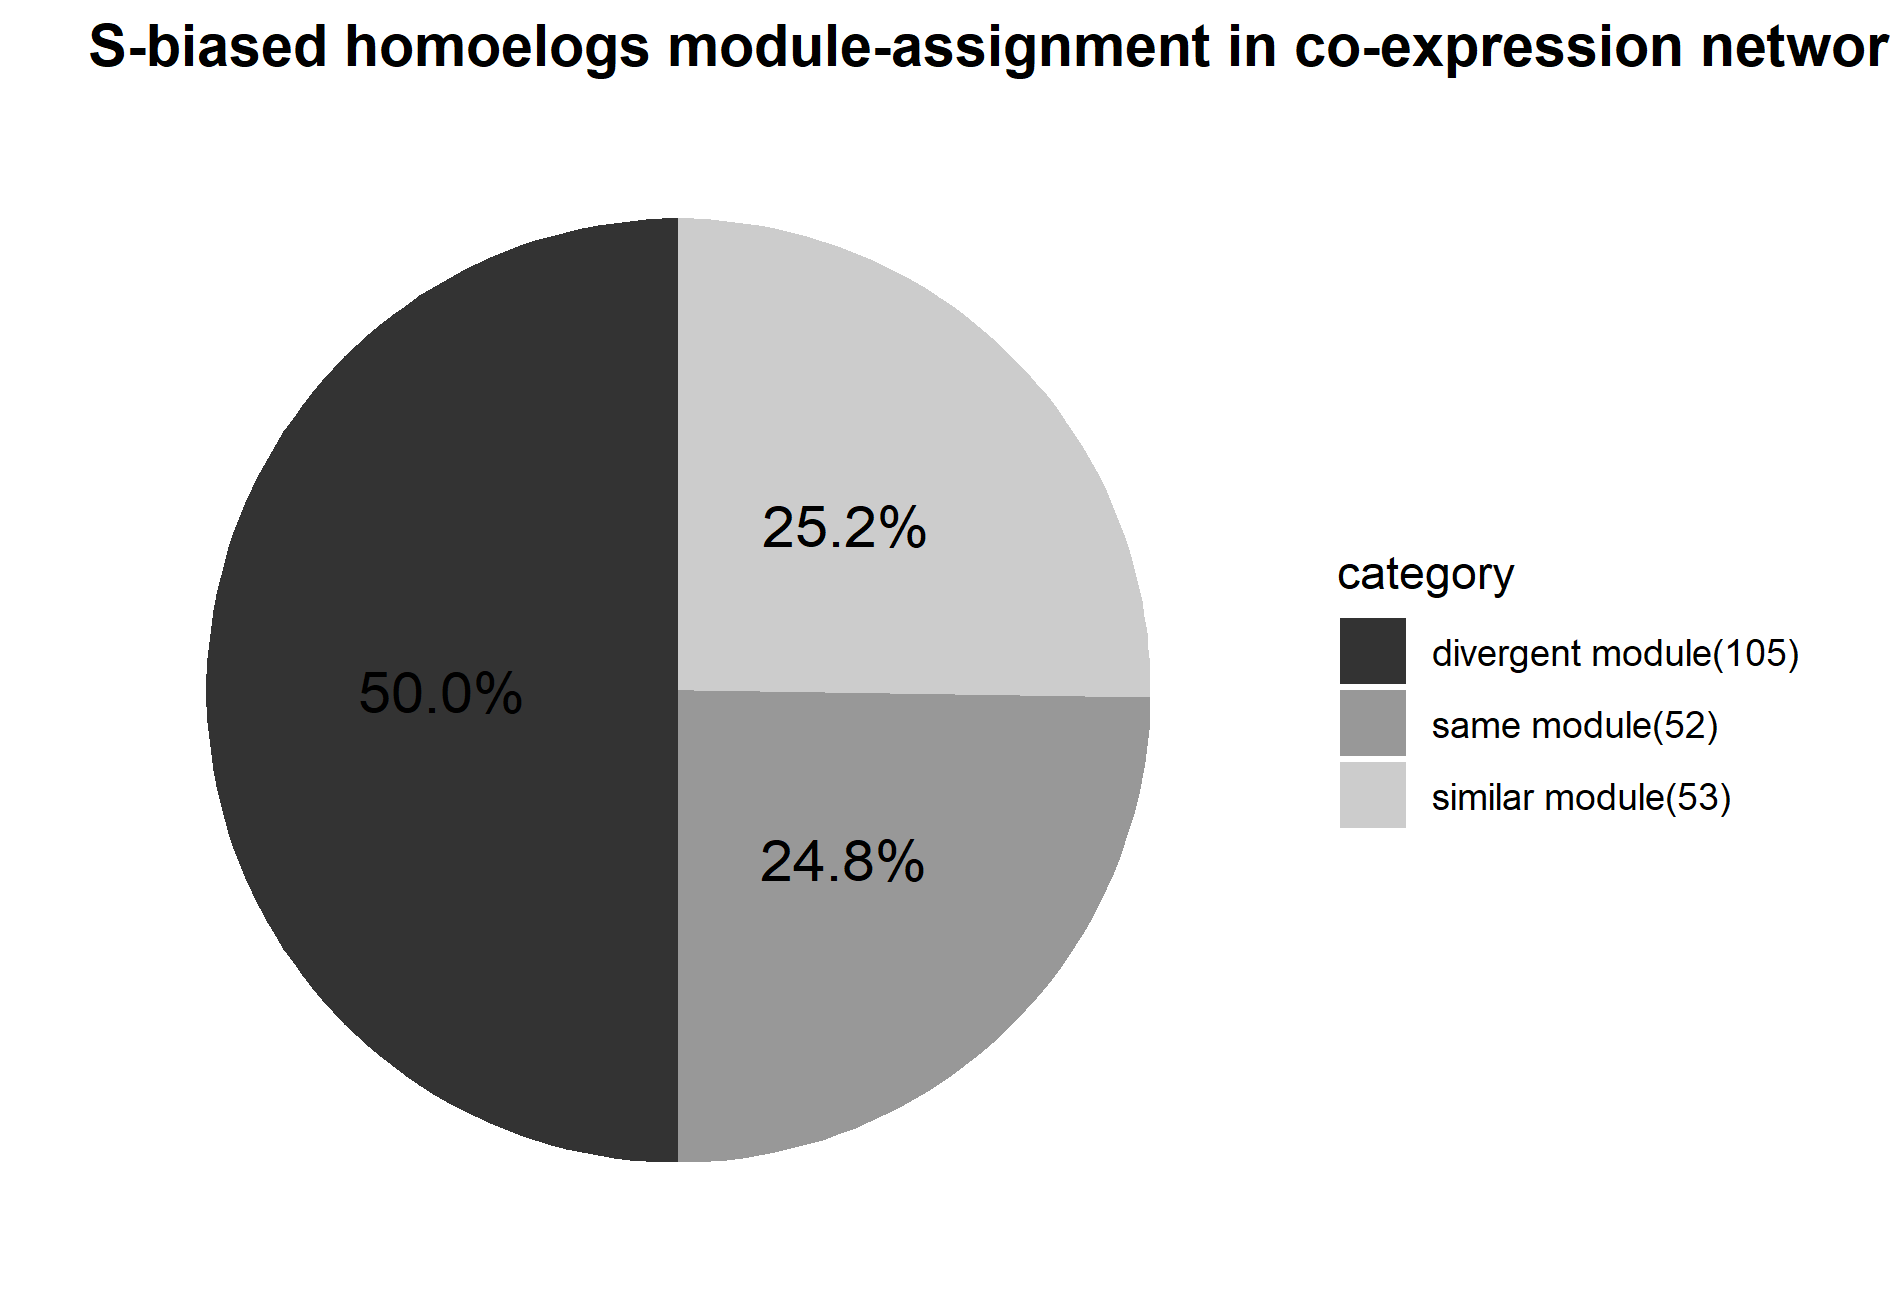 S-biased homoelogs module-assignment in co-expression networ
25.2%
50.0%
24.8%
category
divergent module(105)
same module(52)
similar module(53)